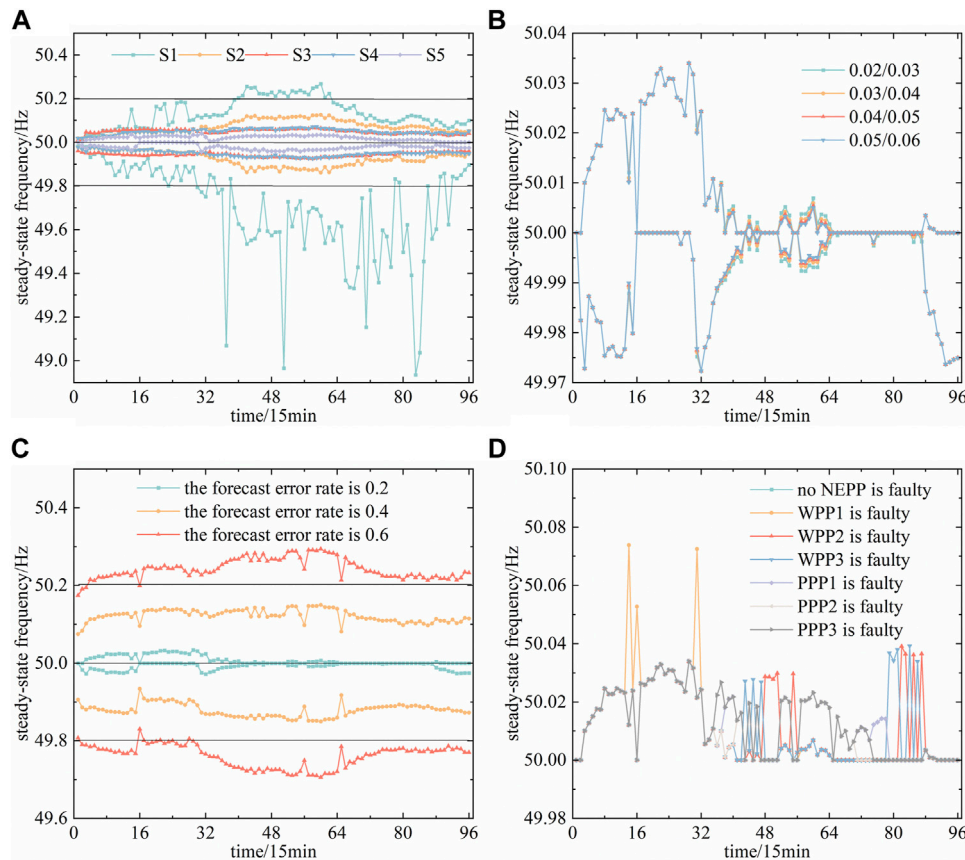 A
50.4
50.2
50.0
49.8
49.6
49.4
49.2
49.0
steady-state frequency/Hz
S1 S2 S3 S4 S5
0 16 32 48 64 80 96
time/15min
B
50.04
50.03
50.02
50.01
50.00
49.99
49.98
49.97
steady-state frequency/Hz
0.02/0.03
0.03/0.04
0.04/0.05
0.05/0.06
0 16 32 48 64 80 96
time/15min
C
50.4
50.2
50.0
49.8
49.6
steady-state frequency/Hz
the forecast error rate is 0.2
the forecast error rate is 0.4
the forecast error rate is 0.6
0 16 32 48 64 80 96
time/15min
D
50.10
50.08
50.06
50.04
50.02
50.00
49.98
steady-state frequency/Hz
no NEPP is faulty
WPP1 is faulty
WPP2 is faulty
WPP3 is faulty
PPP1 is faulty
PPP2 is faulty
PPP3 is faulty
0 16 32 48 64 80 96
time/15min